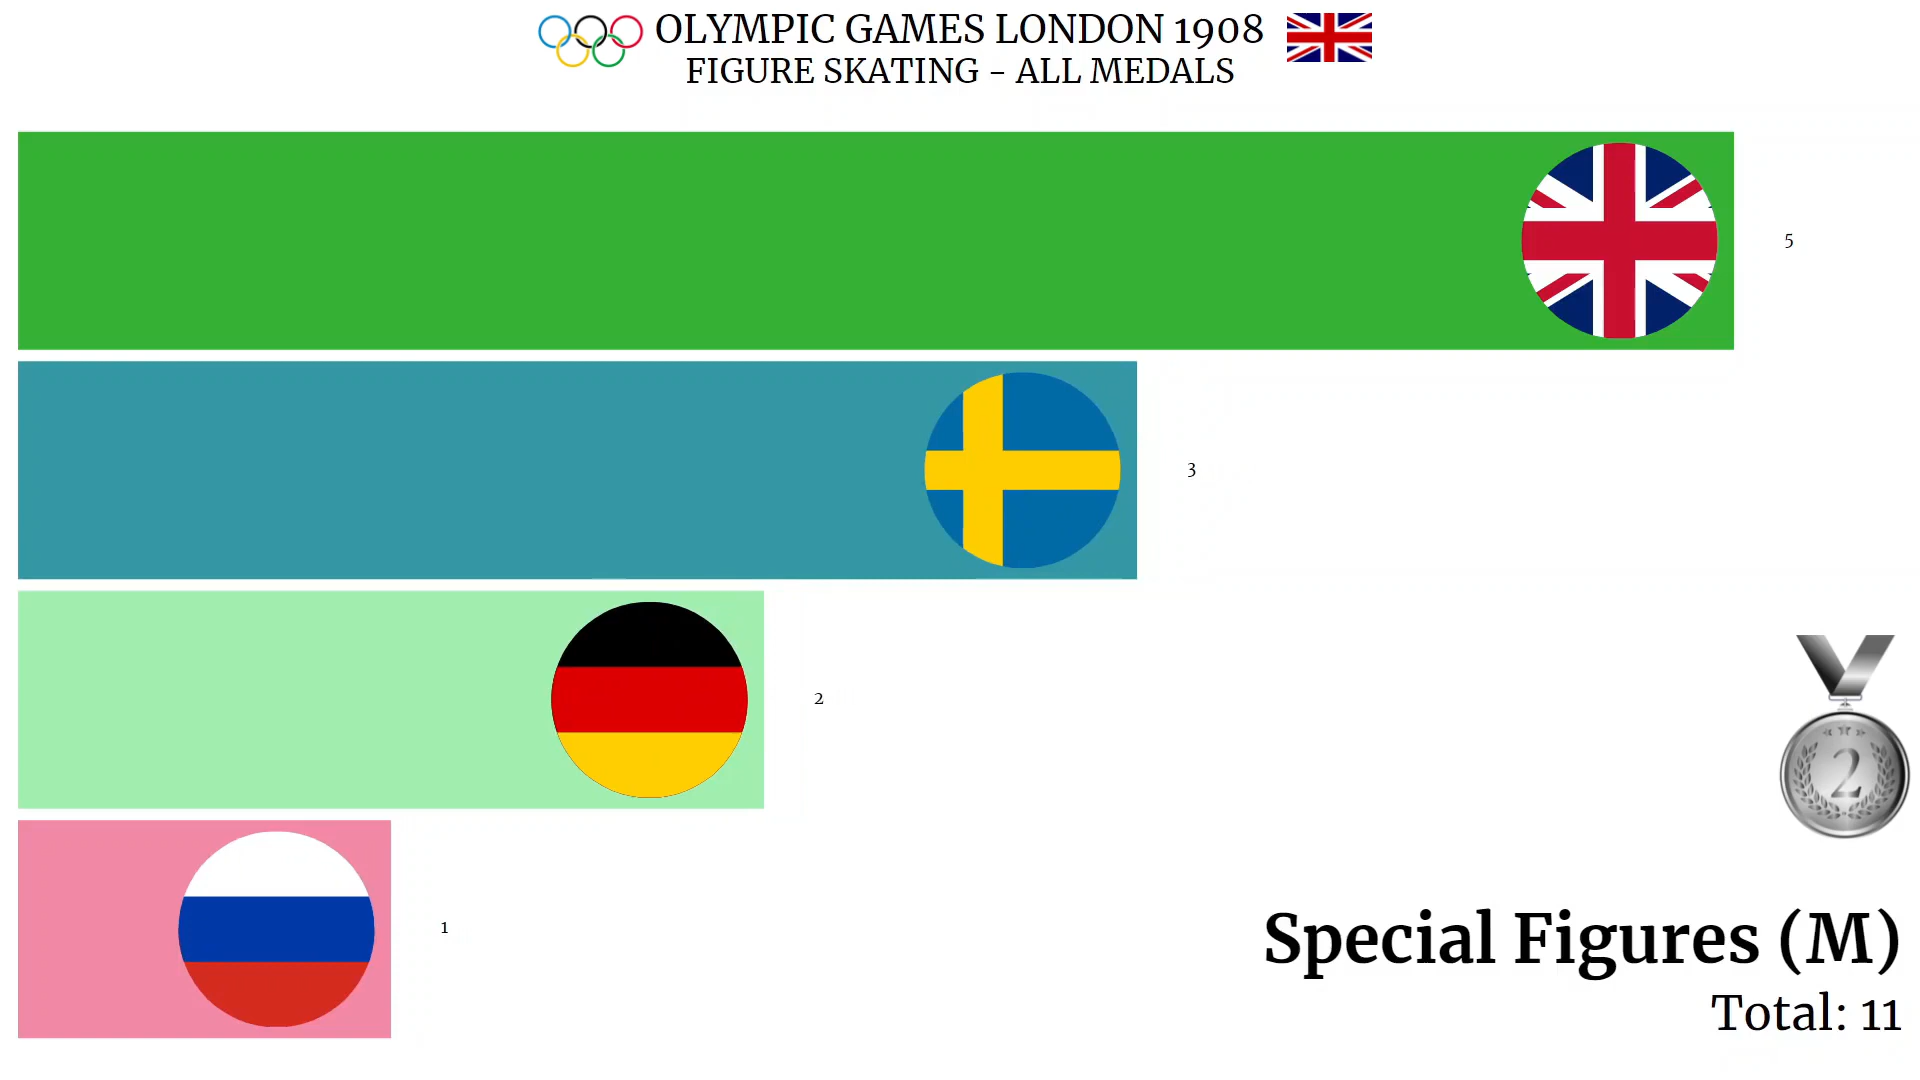 OLYMPIC GAMES LONDON 1908
FIGURE SKATING - ALL MEDALS
5
3
2
1
2
Special Figures (M)
Total: 11